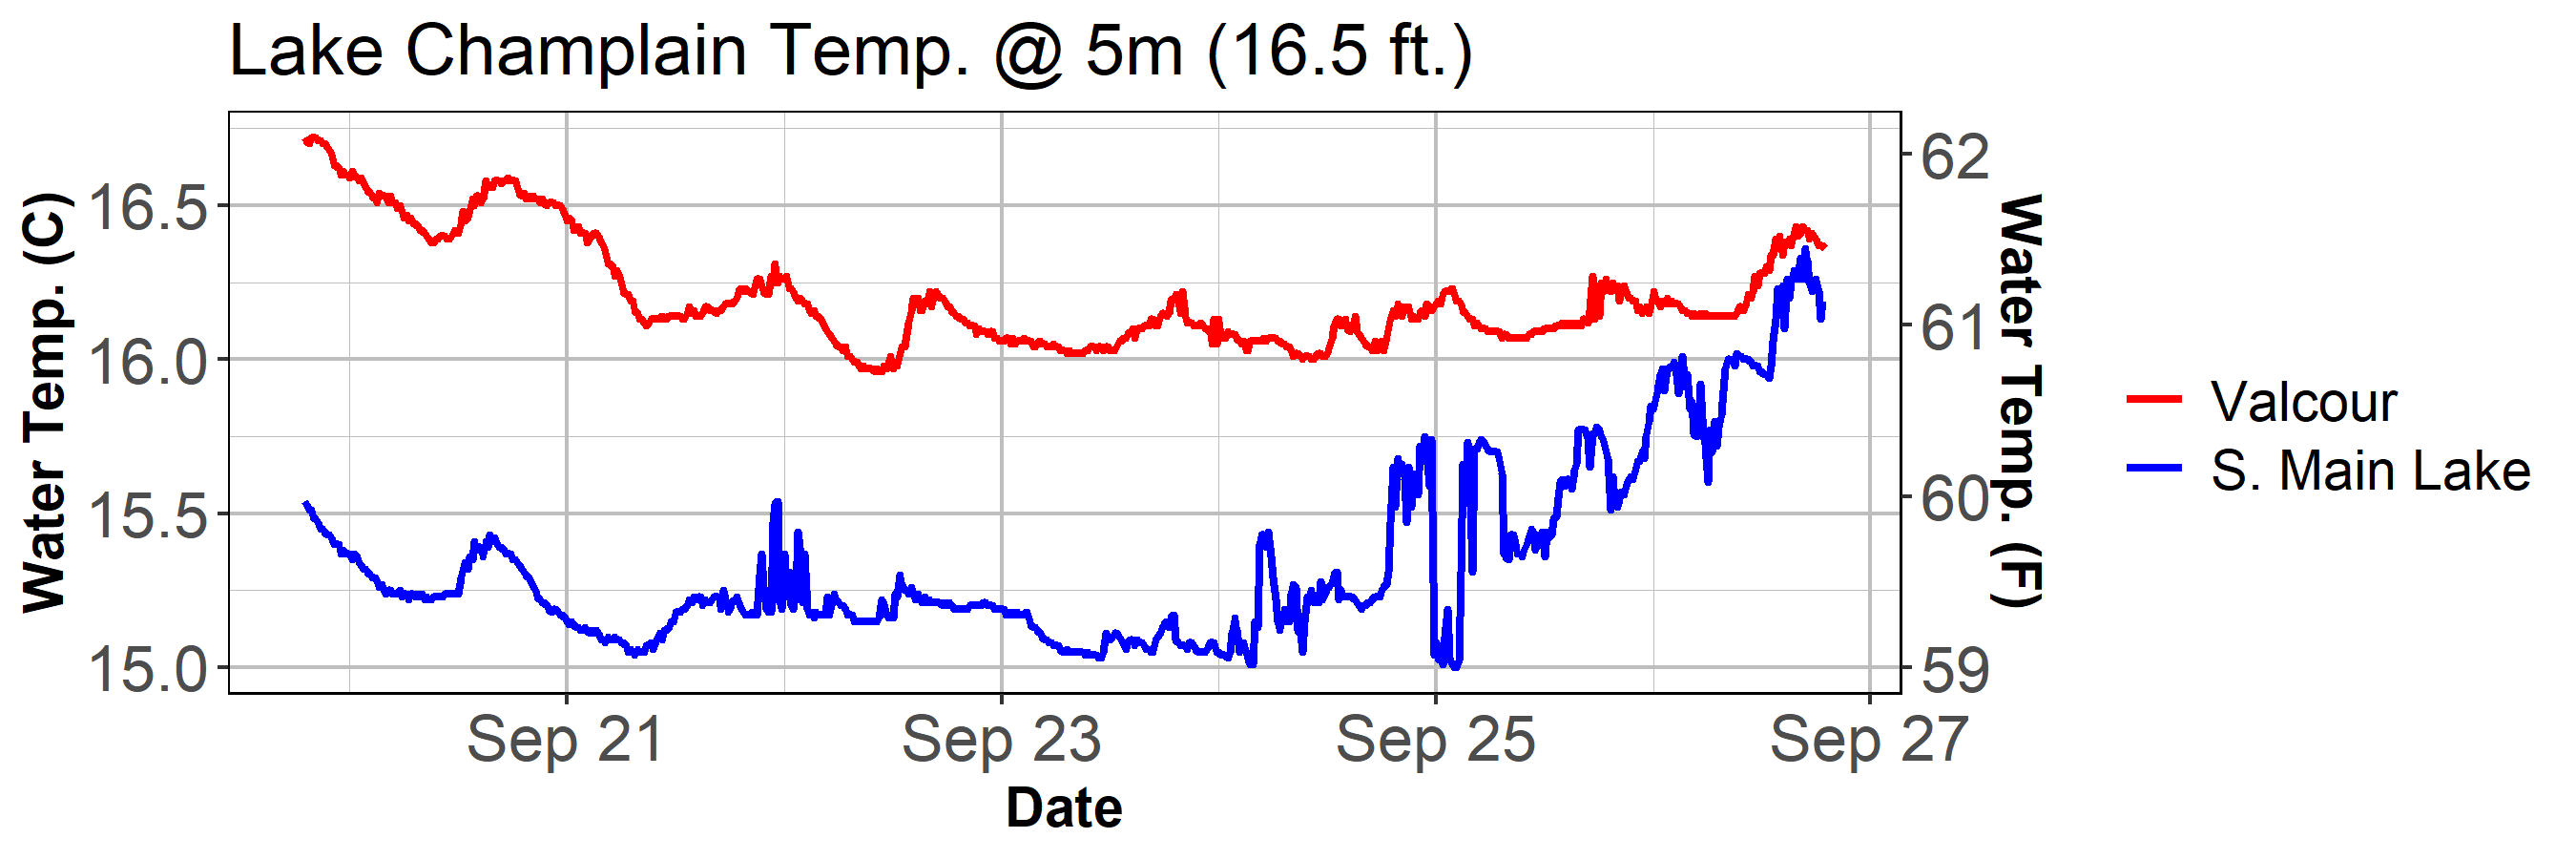 Lake Champlain Temp. @ 5m (16.5 ft.)
Water Temp. (C)
16.5
16.0
15.5
15.0
62
61
60
59
Water Temp. (F)
Sep 21
Sep 23
Sep 25
Sep 27
Date
Valcour
S. Main Lake